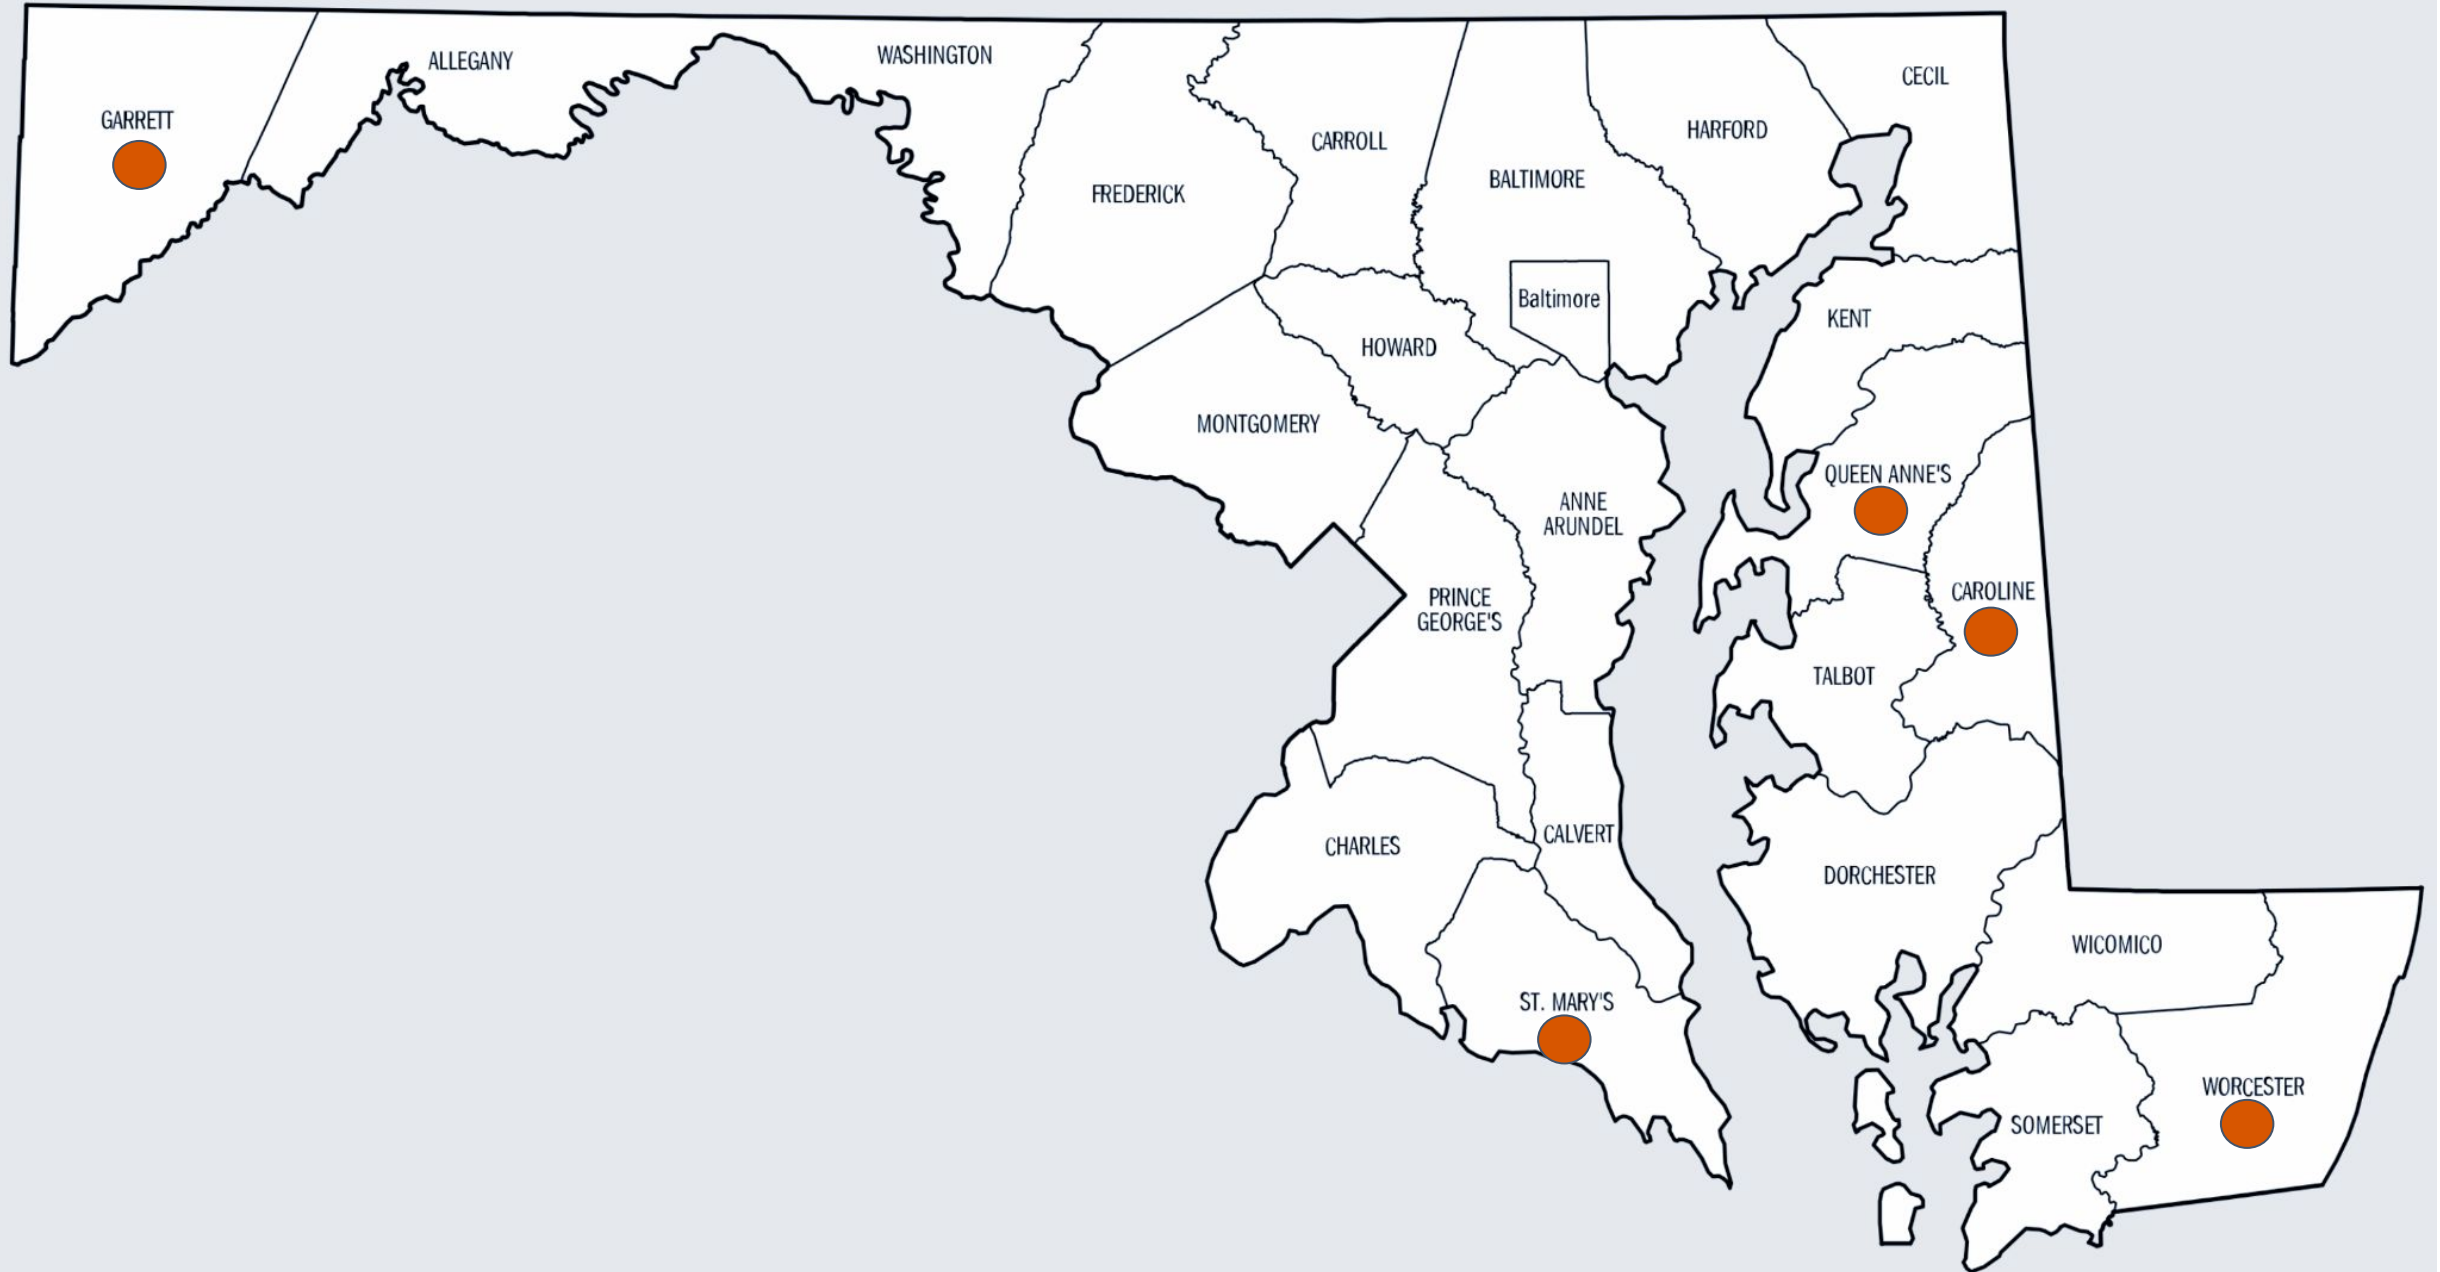 ALLEGANY
WASHINGTON
CECIL
GARRETT
HARFORD
CARROLL
BALTIMORE
FREDERICK
Baltimore
KENT
HOWARD
MONTGOMERY
QUEEN ANNE'S
ANNE
ARUNDEL
CAROLINE
PRINCE
GEORGE'S
TALBOT
CALVERT
CHARLES
DORCHESTER
WICOMICO
ST. MARY'S
WORCESTER
SOMERSET